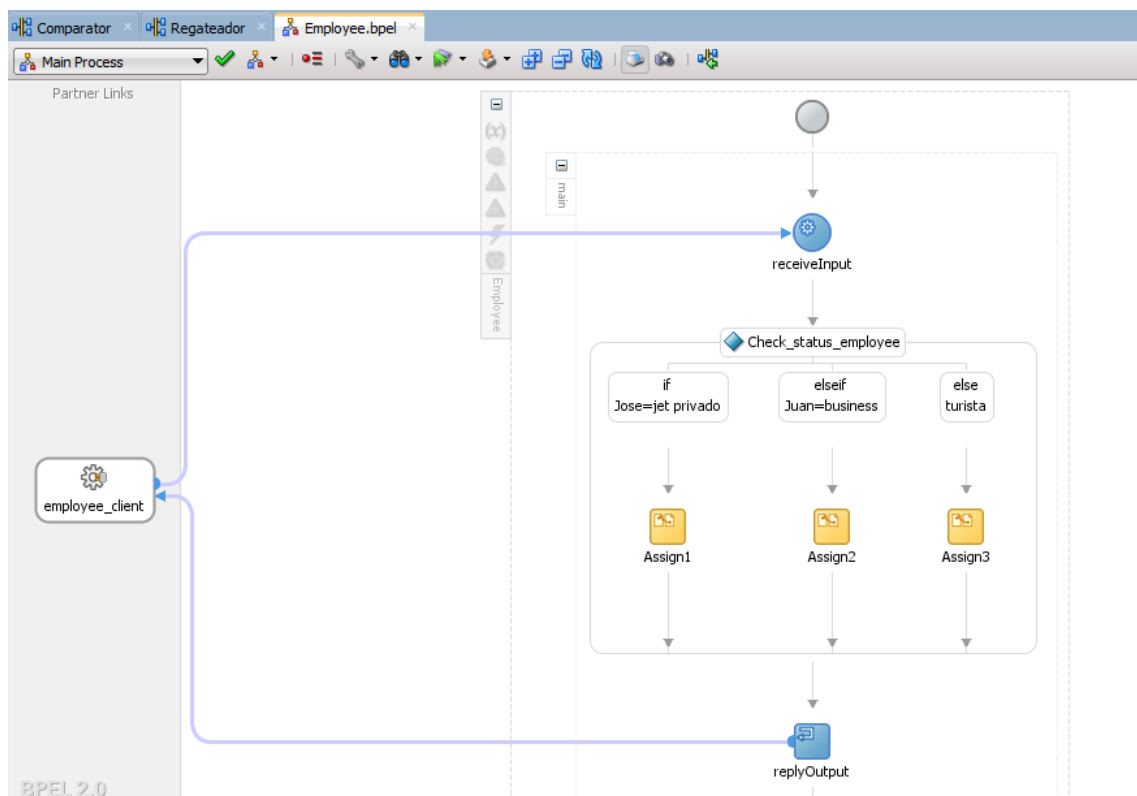 Comparator
Regateador
Employee.bpel
Main Process
Partner Links
(x)
Employee
main
receiveInput
Check_status_employee
if
Jose=jet privado
elseif
Juan=business
else
turista
employee_client
Assign1
Assign2
Assign3
replyOutput
BPEL 2.0